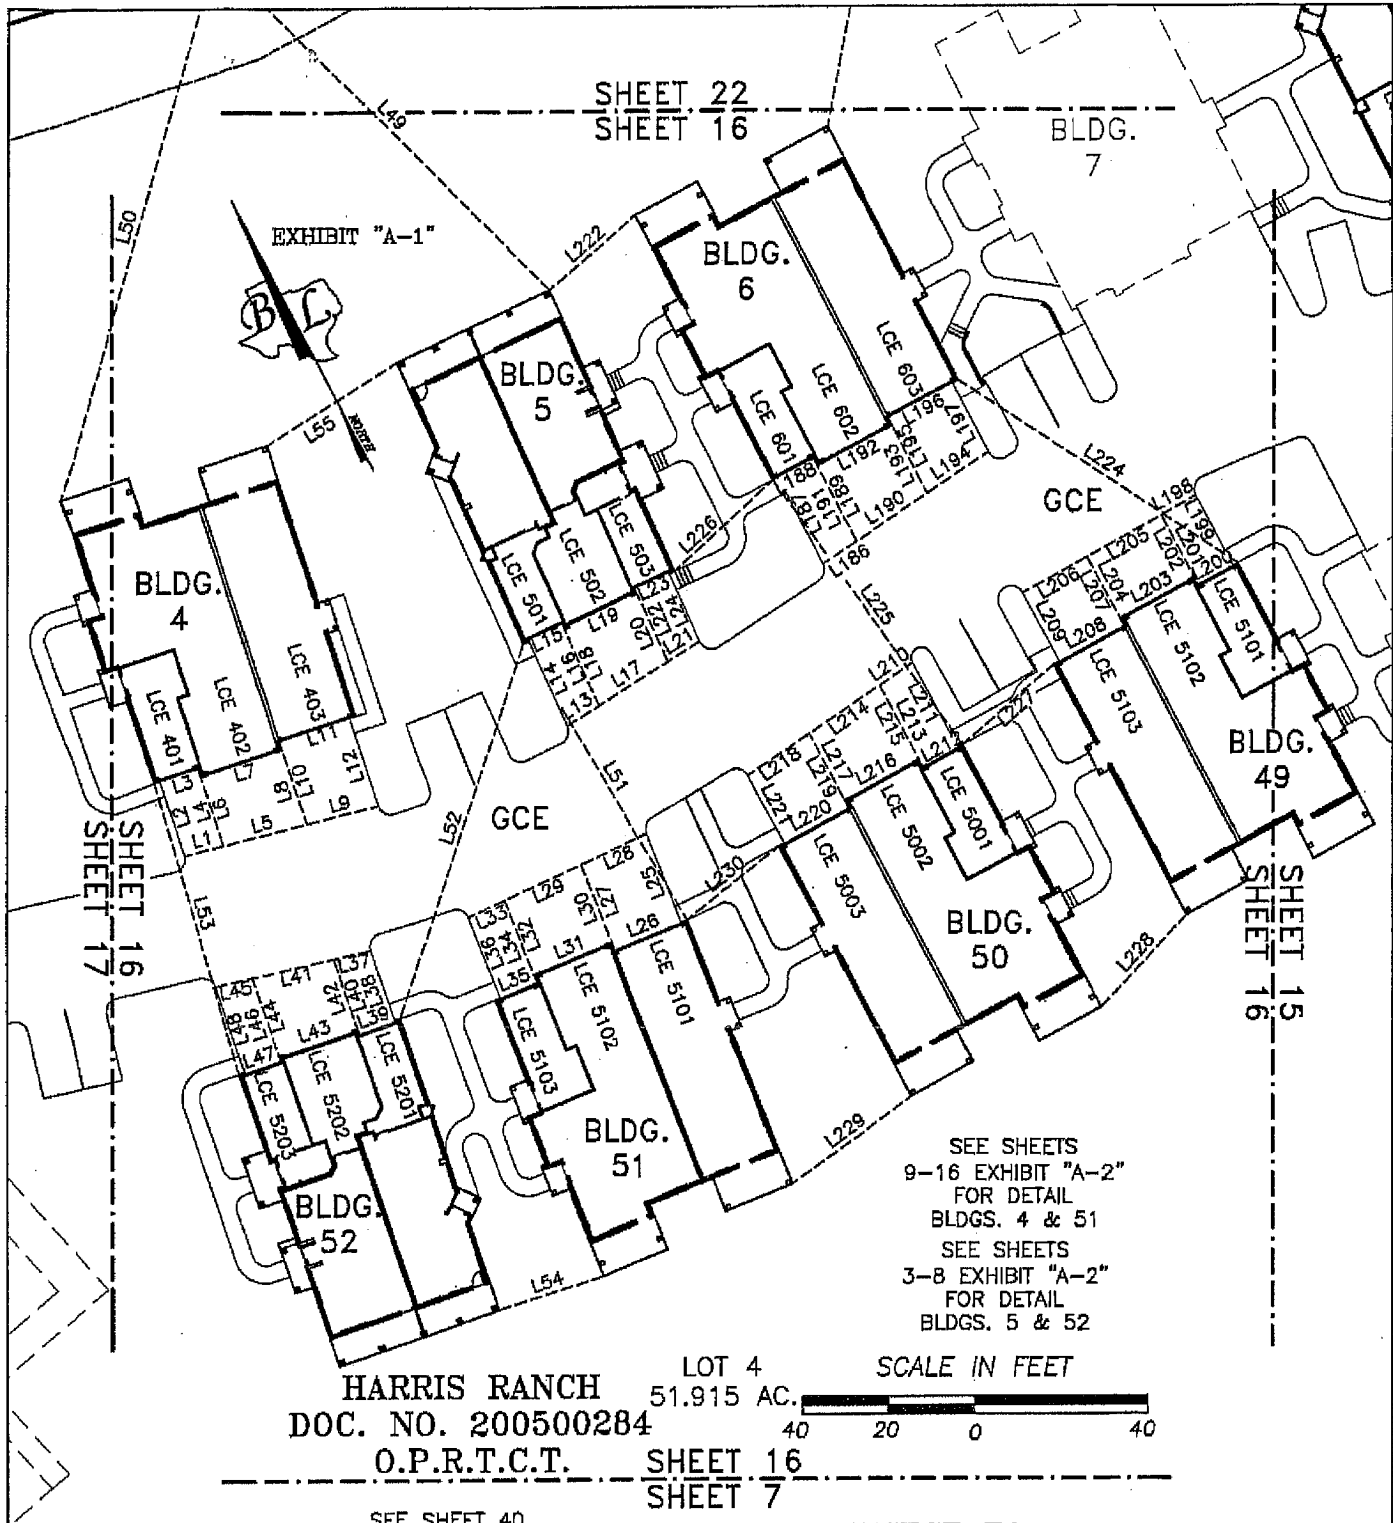 SHEET 22
SHEET 16
BLDG.
7
L49
L50
EXHIBIT "A-1"
B L
L222
BLDG.
6
LCE 603
LCE 602
LCE 601
BLDG.
5
L55
LCE 501
LCE 502
LCE 503
L226
L188
L192
L196
L197
L195
L193
L194
L190
L189
L191
L187
L186
L224
GCE
L198
L199
L205
L206
L201
L202
L200
L203
L204
L207
L208
L209
LCE 5101
LCE 5102
LCE 5103
BLDG.
49
BLDG.
4
LCE 401
LCE 402
LCE 403
L15
L19
L23
L24
L22
L20
L21
L18
L16
L14
L17
L13
L225
L11
L12
L10
L8
L7
L9
L3
L2
L4
L6
L5
L1
L51
L52
GCE
L210
L211
L213
L214
L215
L212
L216
L217
L218
L219
L220
L221
L227
LCE 5001
LCE 5002
LCE 5003
BLDG.
50
L228
L230
SHEET 16
SHEET 17
SHEET 15
SHEET 16
L53
L28
L25
L29
L27
L30
L26
L33
L32
L34
L36
L31
L35
LCE 5101
LCE 5102
LCE 5103
BLDG.
51
L229
L37
L41
L45
L38
L40
L42
L44
L46
L48
L43
L47
LCE 5201
LCE 5202
LCE 5203
BLDG.
52
L54
SEE SHEETS
9-16 EXHIBIT "A-2"
FOR DETAIL
BLDGS. 4 & 51
SEE SHEETS
3-8 EXHIBIT "A-2"
FOR DETAIL
BLDGS. 5 & 52
HARRIS RANCH
DOC. NO. 200500284
O.P.R.T.C.T.
LOT 4
51.915 AC.
SCALE IN FEET
40 20 0 40
SHEET 16
SHEET 7
SEE SHEET 40